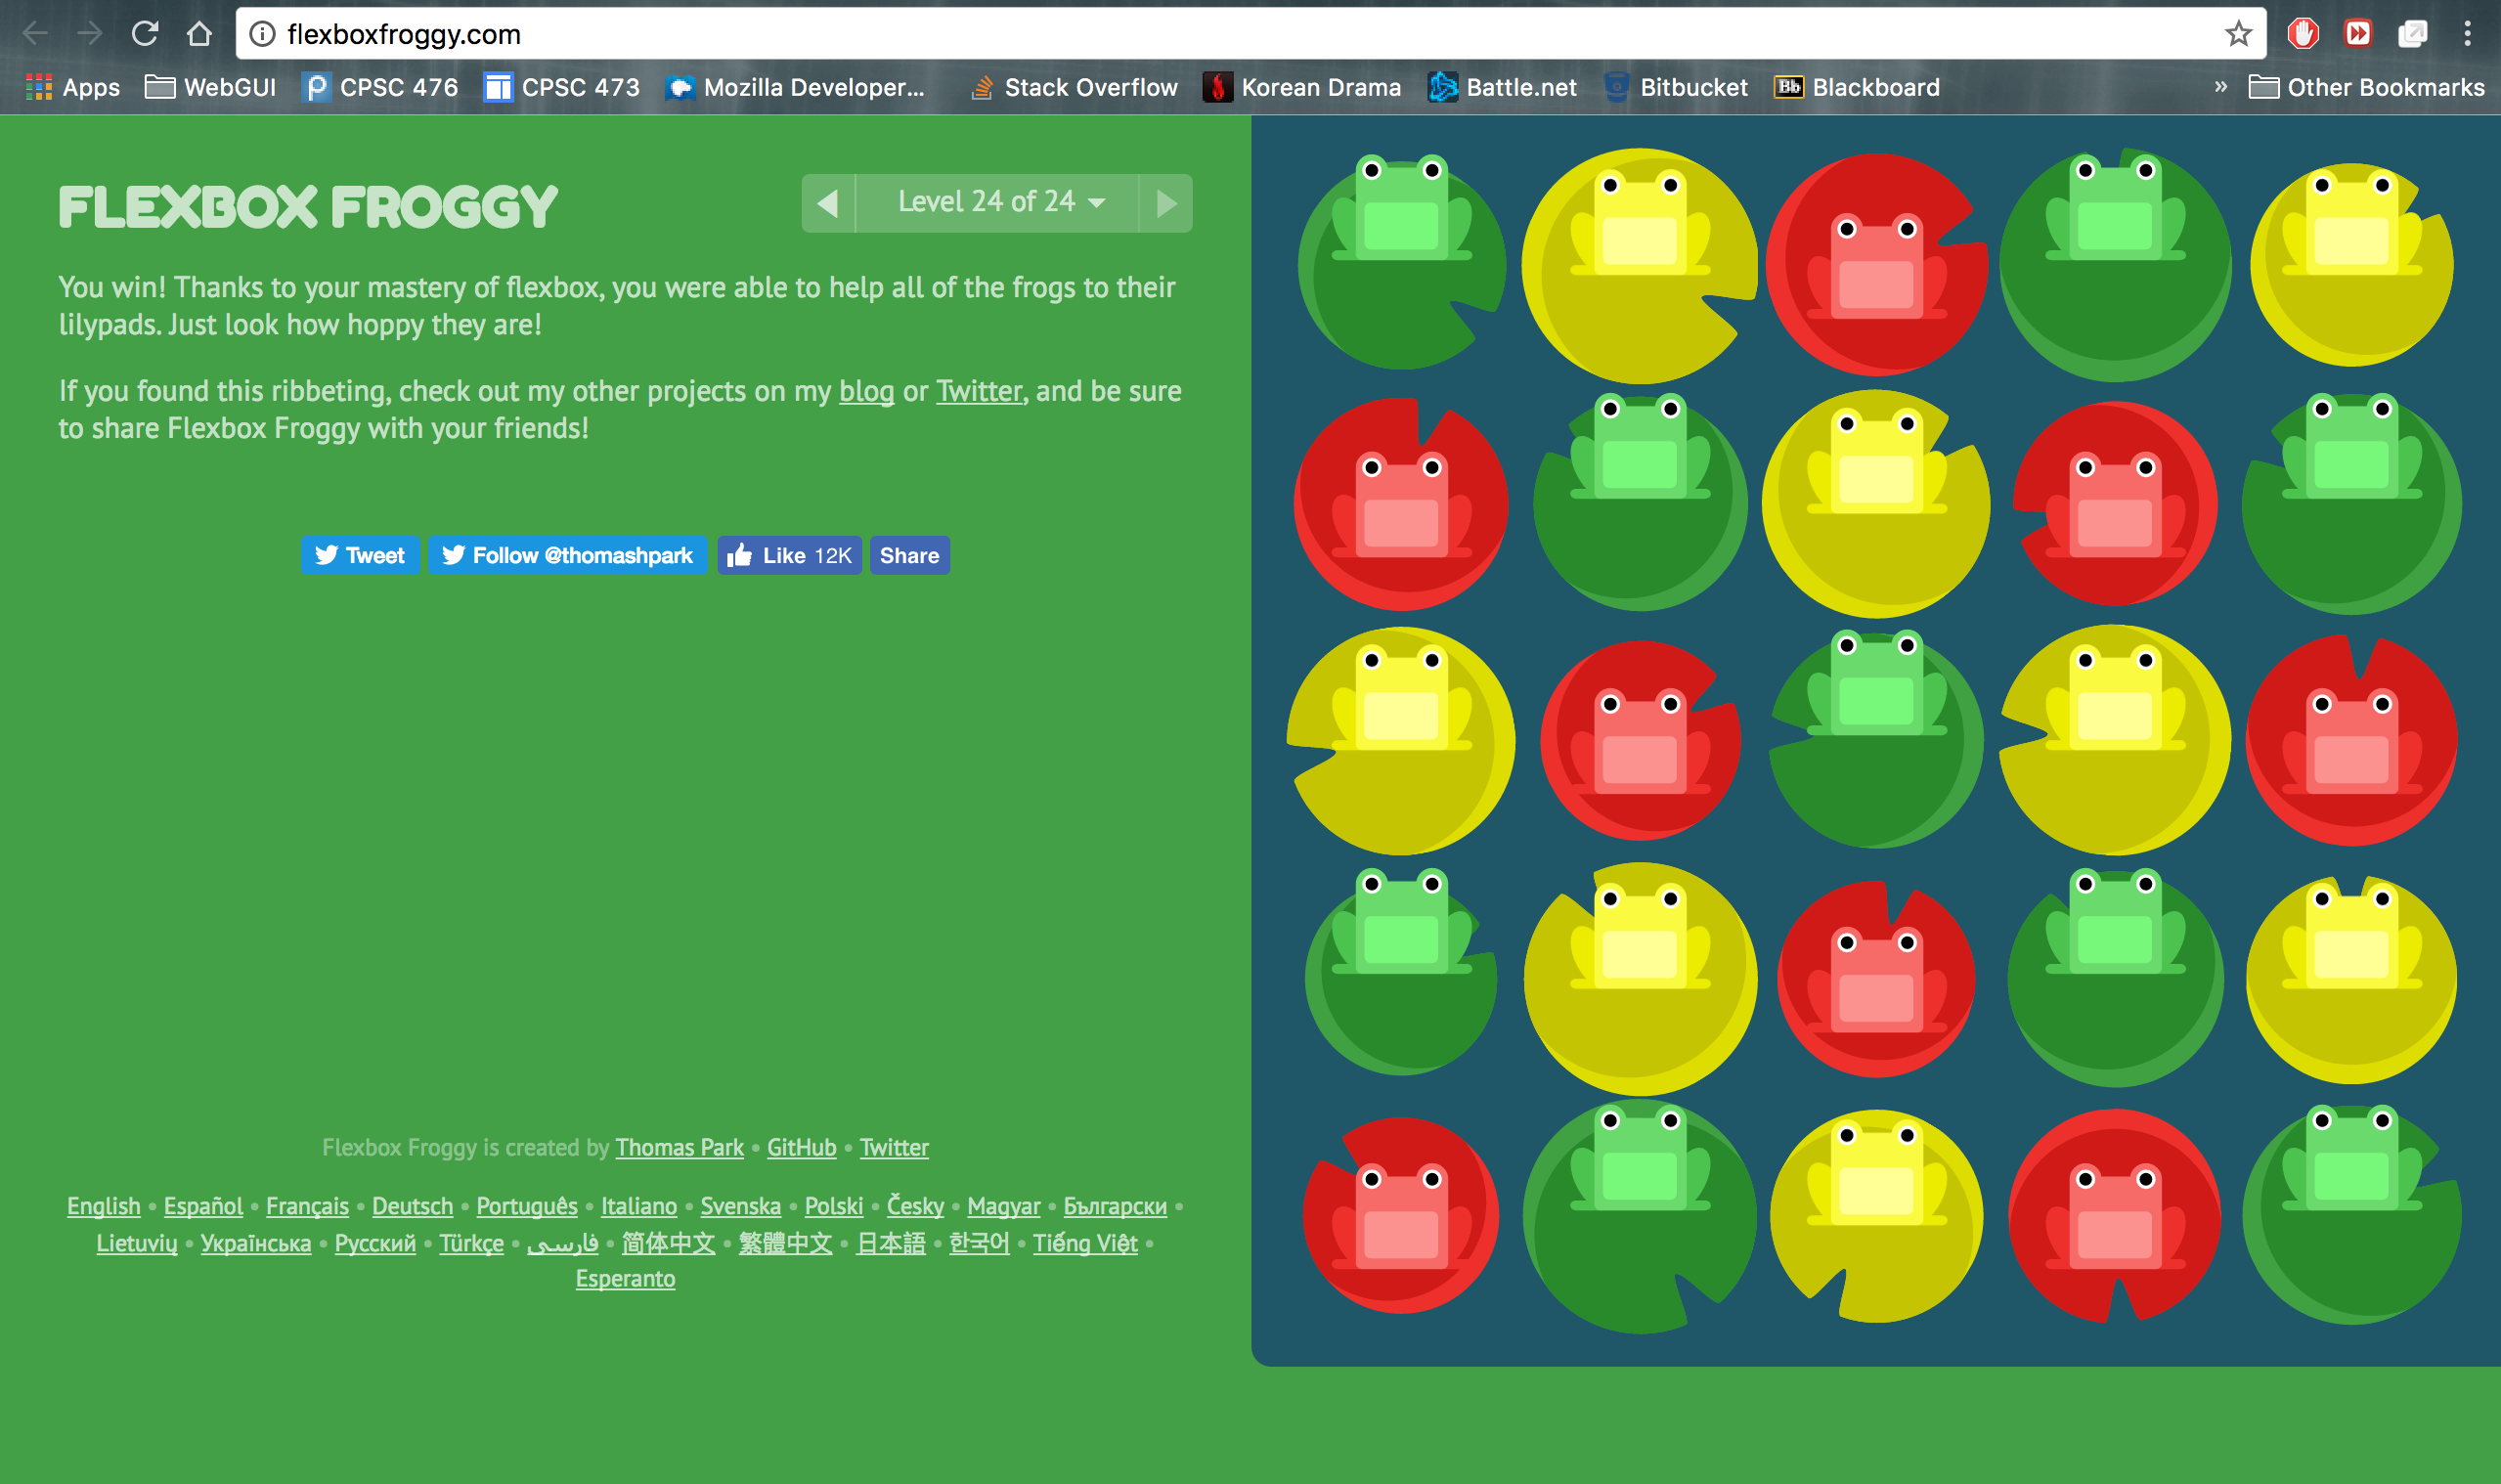 flexboxfroggy.com
Apps WebGUI CPSC 476 CPSC 473 Mozilla Developer... Stack Overflow Korean Drama Battle.net Bitbucket Bb Blackboard » Other Bookmarks
FLEXBOX FROGGY
Level 24 of 24
You win! Thanks to your mastery of flexbox, you were able to help all of the frogs to their
lilypads. Just look how hoppy they are!
If you found this ribbeting, check out my other projects on my blog or Twitter, and be sure
to share Flexbox Froggy with your friends!
Tweet Follow @thomashpark Like 12K Share
Flexbox Froggy is created by Thomas Park • GitHub • Twitter
English • Español • Français • Deutsch • Português • Italiano • Svenska • Polski • Česky • Magyar • Български •
Lietuvių • Українська • Русский • Türkçe • فارسی • 简体中文 • 繁體中文 • 日本語 • 한국어 • Tiếng Việt •
Esperanto